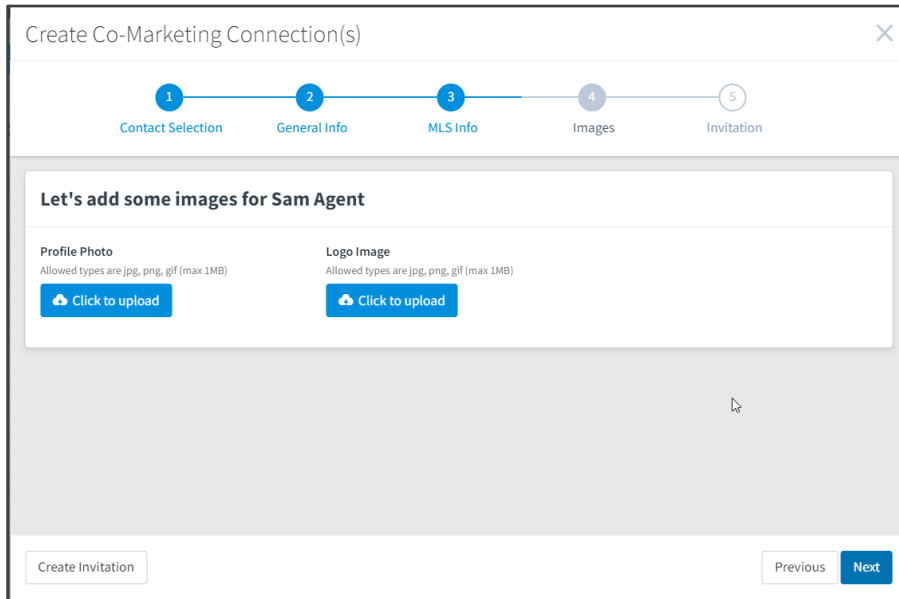 Create Co-Marketing Connection(s)
1 2 3 4 5
Contact Selection General Info MLS Info Images Invitation
Let's add some images for Sam Agent
Profile Photo Logo Image
Allowed types are jpg, png, gif (max 1MB) Allowed types are jpg, png, gif (max 1MB)
Click to upload Click to upload
Create Invitation Previous Next